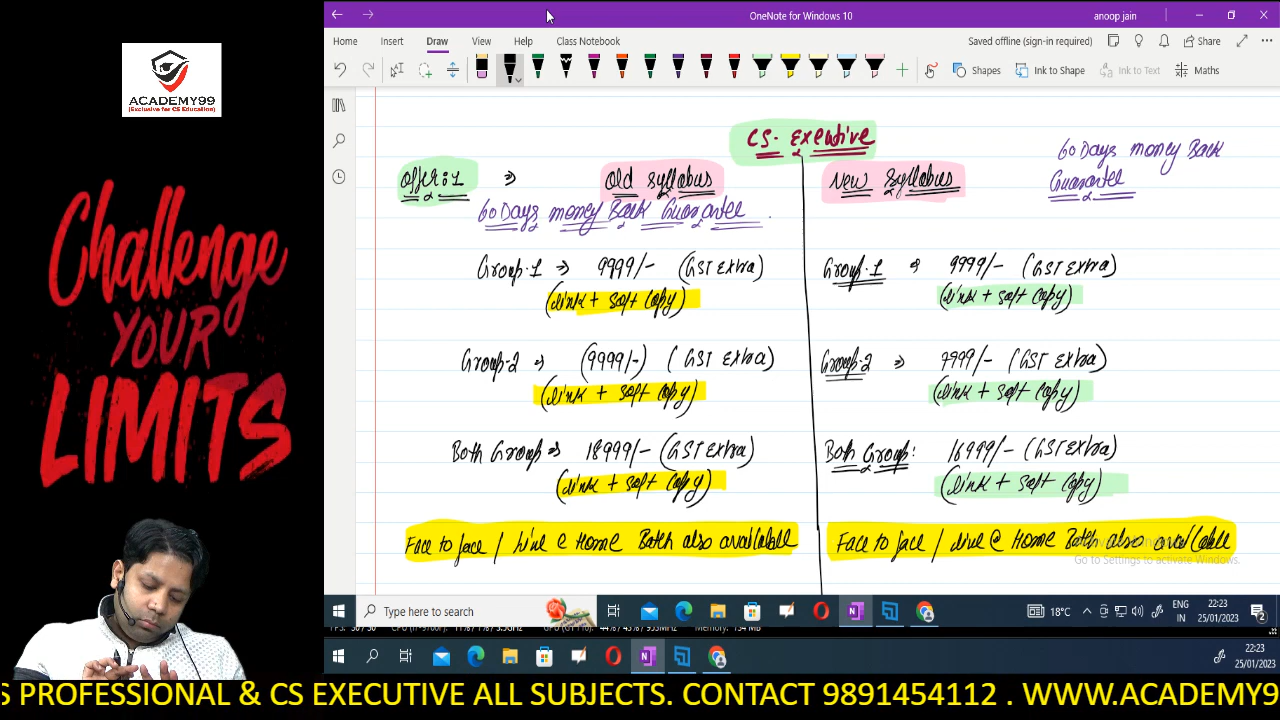 OneNote for Windows 10
anoop jain
Home Insert Draw View Help Class Notebook
Saved offline (sign-in required)
Share
Shapes Ink to Shape Ink to Text Maths
ACADEMY99
(Exclusive for CS Education)
Challenge
YOUR
LIMITS
CS- Executive
60 Days money Back
Guarantee
Offer:1 ⇒ Old Syllabus
New Syllabus
60 Days money Back Guarantee.
Group-1 ⇒ 9999/- (GST Extra)
(link + Soft Copy)
Group-1 ⇒ 9999/- (GST Extra)
(link + Soft Copy)
Group-2 ⇒ (9999/-) (GST Extra)
(link + Soft Copy)
Group-2 ⇒ 7999/- (GST Extra)
(link + Soft Copy)
Both Group ⇒ 18999/- (GST Extra)
(link + Soft Copy)
Both Group: 16999/- (GST Extra)
(link + Soft Copy)
Face to face / Live @ Home Batch also available
Face to face / Live @ Home Batch also available
Go to Settings to activate Windows.
Type here to search
18°C
ENG
IN
22:23
25/01/2023
2
22:23
25/01/2023
S PROFESSIONAL & CS EXECUTIVE ALL SUBJECTS. CONTACT 9891454112 . WWW.ACADEMY9